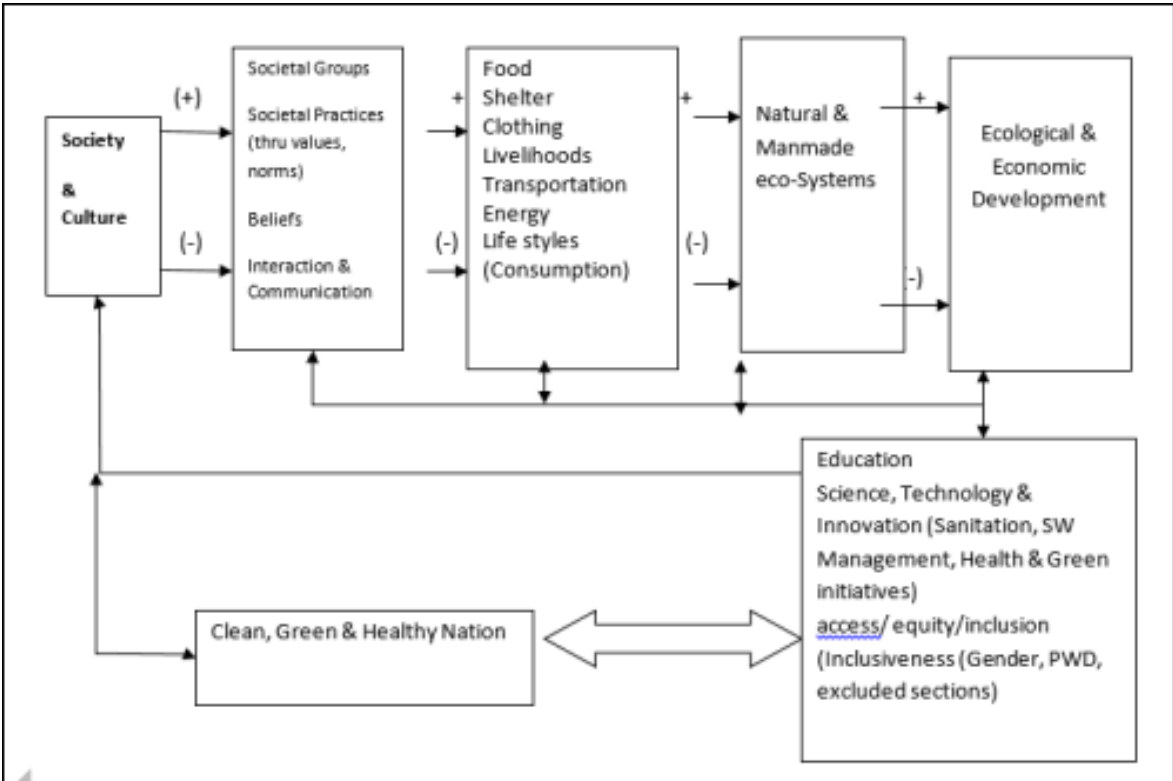 Society
&
Culture
(+)
(-)
Societal Groups
Societal Practices
(thru values,
norms)
Beliefs
Interaction &
Communication
+
(-)
Food
Shelter
Clothing
Livelihoods
Transportation
Energy
Life styles
(Consumption)
+
(-)
Natural &
Manmade
eco-Systems
+
(-)
Ecological &
Economic
Development
Education
Science, Technology &
Innovation (Sanitation, SW
Management, Health & Green
initiatives)
access/ equity/inclusion
(Inclusiveness (Gender, PWD,
excluded sections)
Clean, Green & Healthy Nation